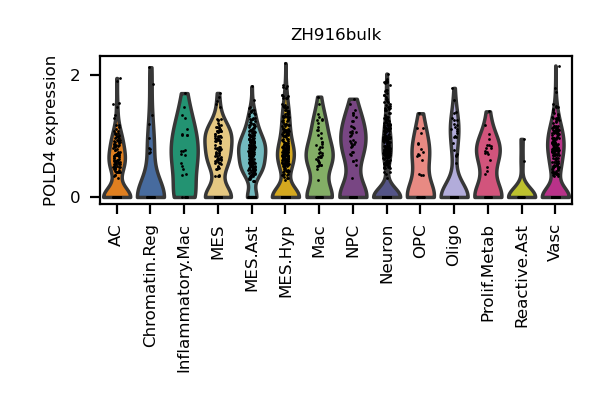 ZH916bulk
POLD4 expression
2
0
AC
Chromatin.Reg
Inflammatory.Mac
MES
MES.Ast
MES.Hyp
Mac
NPC
Neuron
OPC
Oligo
Prolif.Metab
Reactive.Ast
Vasc